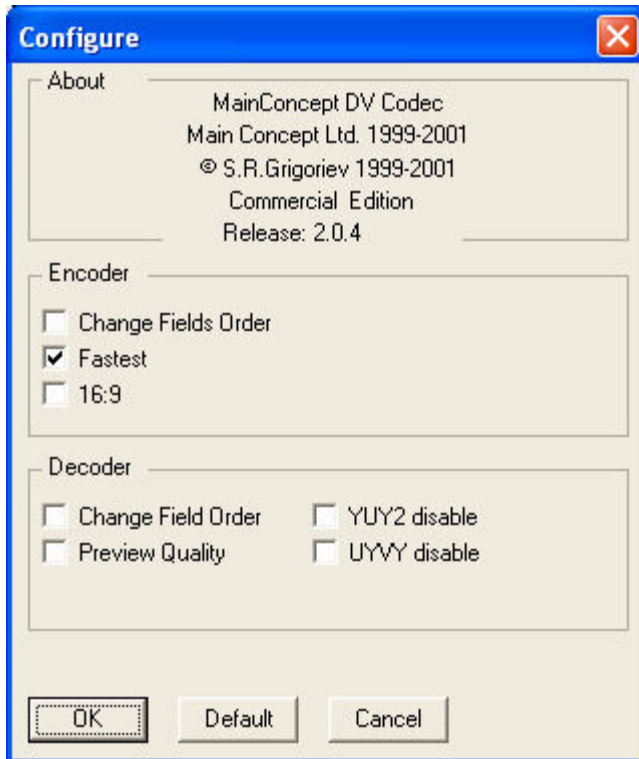 Configure
About
MainConcept DV Codec
Main Concept Ltd. 1999-2001
© S.R.Grigoriev 1999-2001
Commercial Edition
Release: 2.0.4
Encoder
Change Fields Order
Fastest
16:9
Decoder
Change Field Order YUY2 disable
Preview Quality UYVY disable
OK Default Cancel